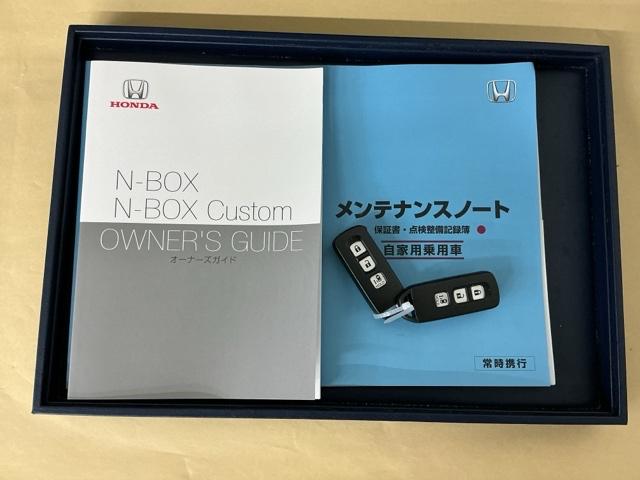 HONDA
N-BOX
N-BOX Custom
OWNER'S GUIDE
オーナーズガイド
メンテナンスノート
保証書・点検整備記録簿
自家用乗用車
常時携行